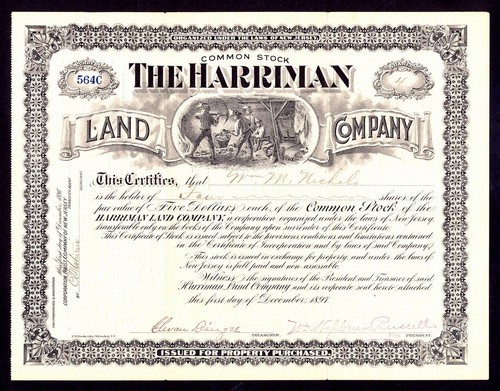 ORGANIZED UNDER THE LAWS OF NEW JERSEY.
COMMON STOCK
564C
THE HARRIMAN
4
LAND COMPANY
This Certifies, that Wm M. Nichols
is the holder of four shares of the
par value of Five Dollars each of the Common Stock of the
HARRIMAN LAND COMPANY, a corporation organized under the laws of New Jersey,
transferable only on the books of the Company upon surrender of this Certificate.
This Certificate of Stock is issued subject to the provisions, conditions and limitations contained
in the Certificate of Incorporation and by laws of said Company.
This stock is issued in exchange for property, and under the laws of
New Jersey is full paid and non assessable.
Witness the signatures of the President and Treasurer of said
Harriman Land Company and its corporate seal hereto attached
this first day of December, 1897.
TREASURER
Wm Hepburn Russell
PRESIDENT
ISSUED FOR PROPERTY PURCHASED.